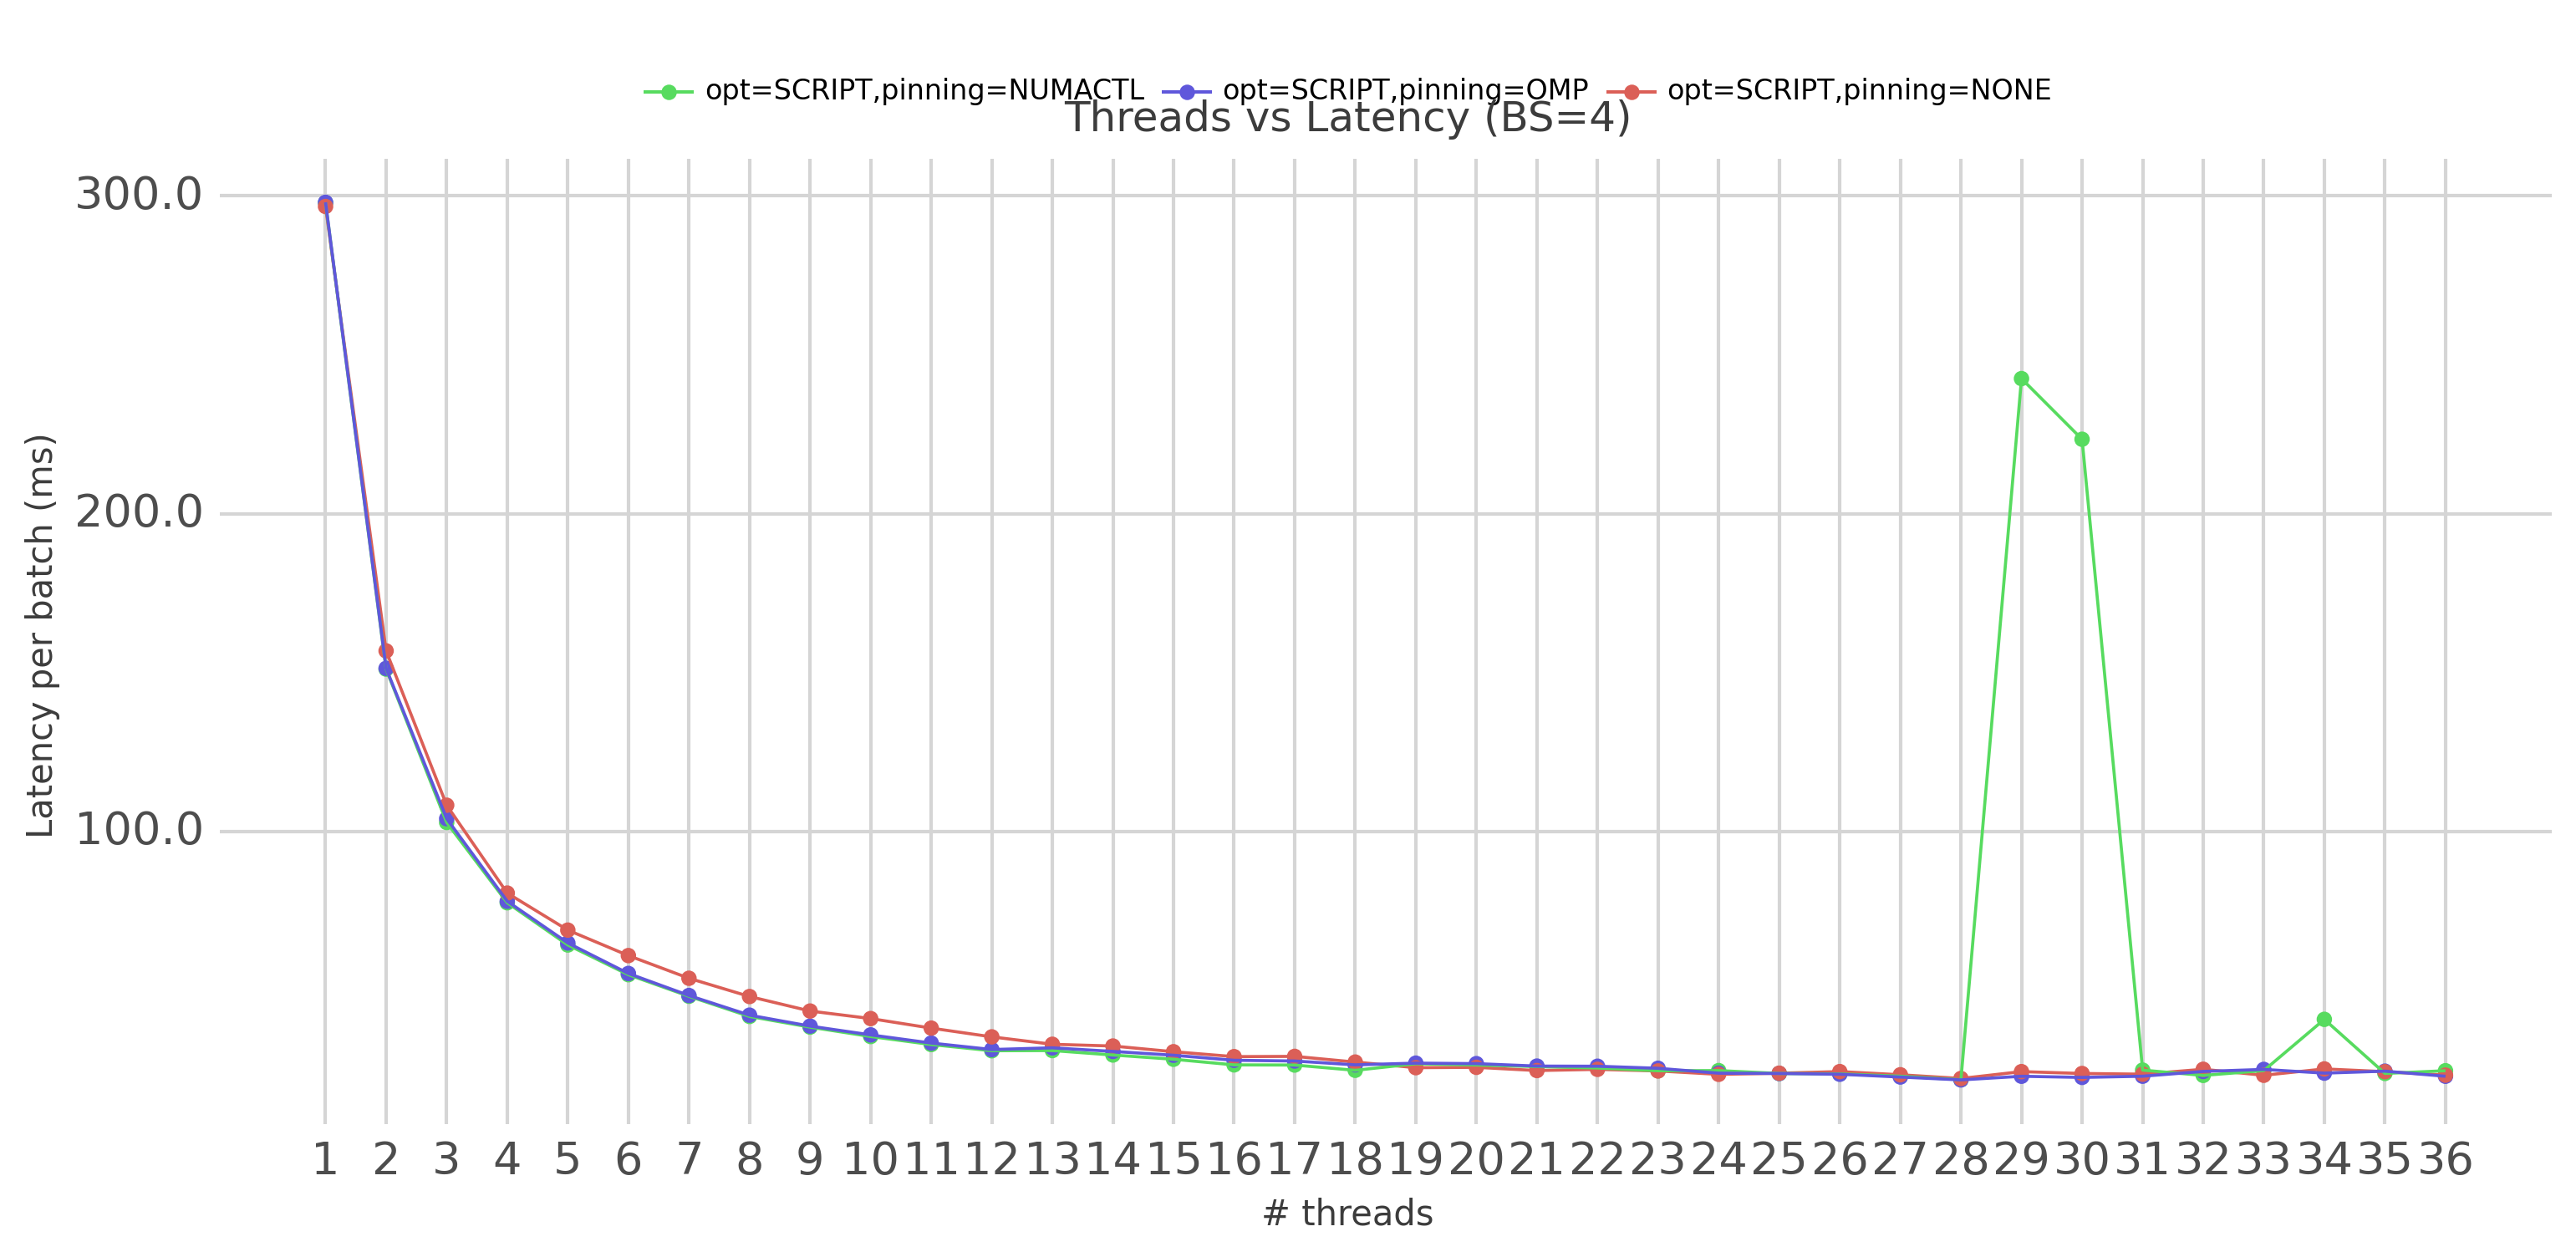 opt=SCRIPT,pinning=NUMACTL opt=SCRIPT,pinning=OMP opt=SCRIPT,pinning=NONE
Threads vs Latency (BS=4)
300.0
200.0
100.0
Latency per batch (ms)
1 2 3 4 5 6 7 8 9 10 11 12 13 14 15 16 17 18 19 20 21 22 23 24 25 26 27 28 29 30 31 32 33 34 35 36
# threads